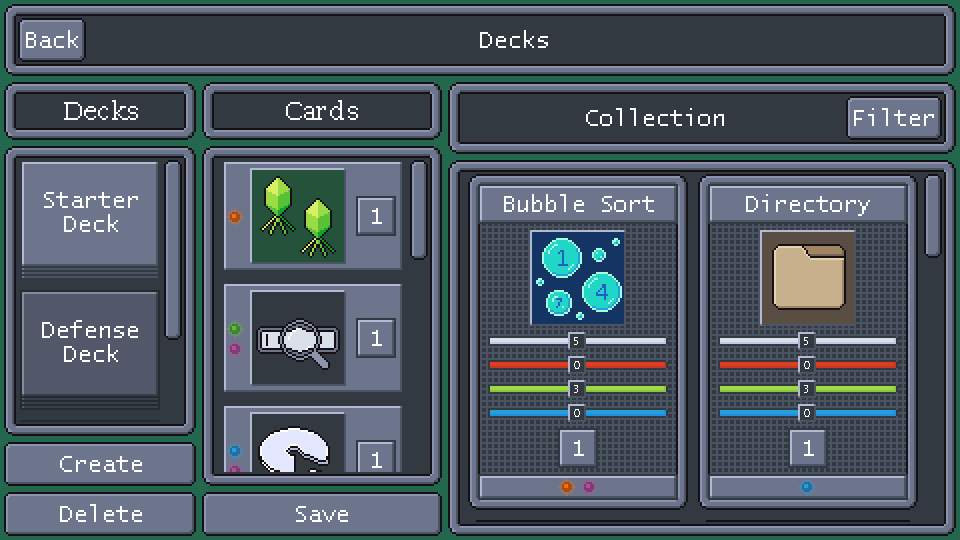 Back
Decks
Decks
Cards
Collection
Filter
Starter
Deck
Defense
Deck
Create
Delete
1
1
1
Save
Bubble Sort
1
4
7
5
0
3
0
1
Directory
5
0
3
0
1